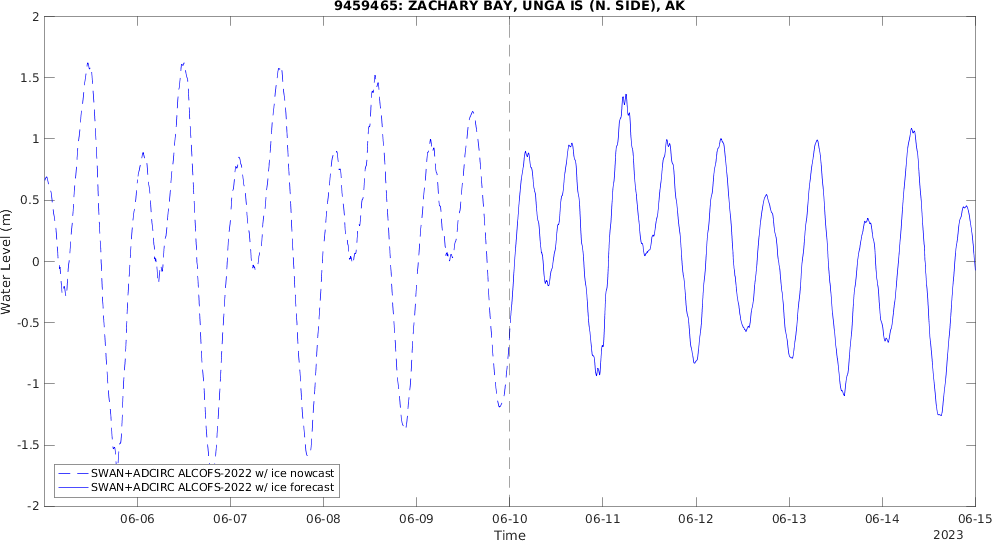 9459465: ZACHARY BAY, UNGA IS (N. SIDE), AK
2
1.5
1
0.5
0
-0.5
-1
-1.5
-2
Water Level (m)
SWAN+ADCIRC ALCOFS-2022 w/ ice nowcast
SWAN+ADCIRC ALCOFS-2022 w/ ice forecast
06-06 06-07 06-08 06-09 06-10 06-11 06-12 06-13 06-14 06-15
Time
2023